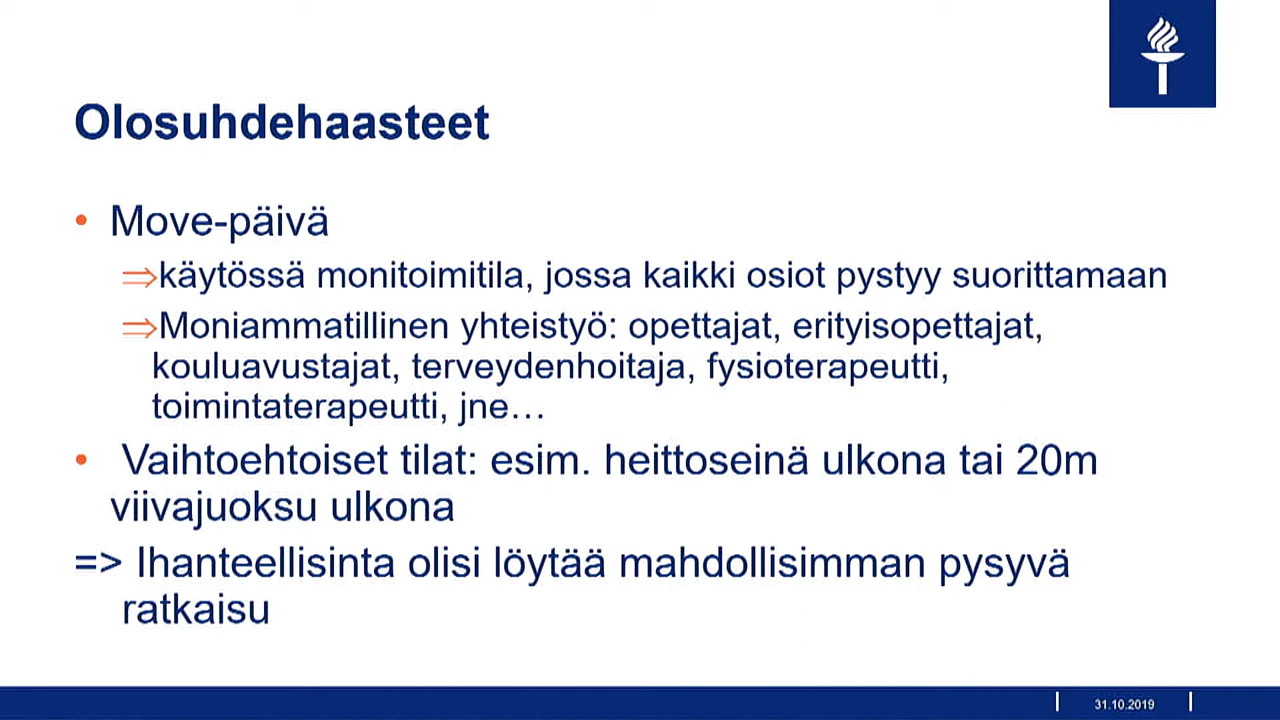 Olosuhdehaasteet
• Move-päivä
⇒käytössä monitoimitila, jossa kaikki osiot pystyy suorittamaan
⇒Moniammatillinen yhteistyö: opettajat, erityisopettajat,
kouluavustajat, terveydenhoitaja, fysioterapeutti,
toimintaterapeutti, jne…
• Vaihtoehtoiset tilat: esim. heittoseinä ulkona tai 20m
viivajuoksu ulkona
=> Ihanteellisinta olisi löytää mahdollisimman pysyvä
ratkaisu
31.10.2019